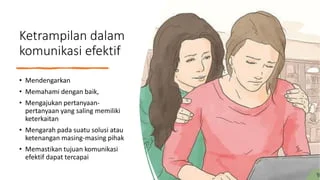 Ketrampilan dalam
komunikasi efektif
• Mendengarkan
• Memahami dengan baik,
• Mengajukan pertanyaan-
pertanyaan yang saling memiliki
keterkaitan
• Mengarah pada suatu solusi atau
ketenangan masing-masing pihak
• Memastikan tujuan komunikasi
efektif dapat tercapai